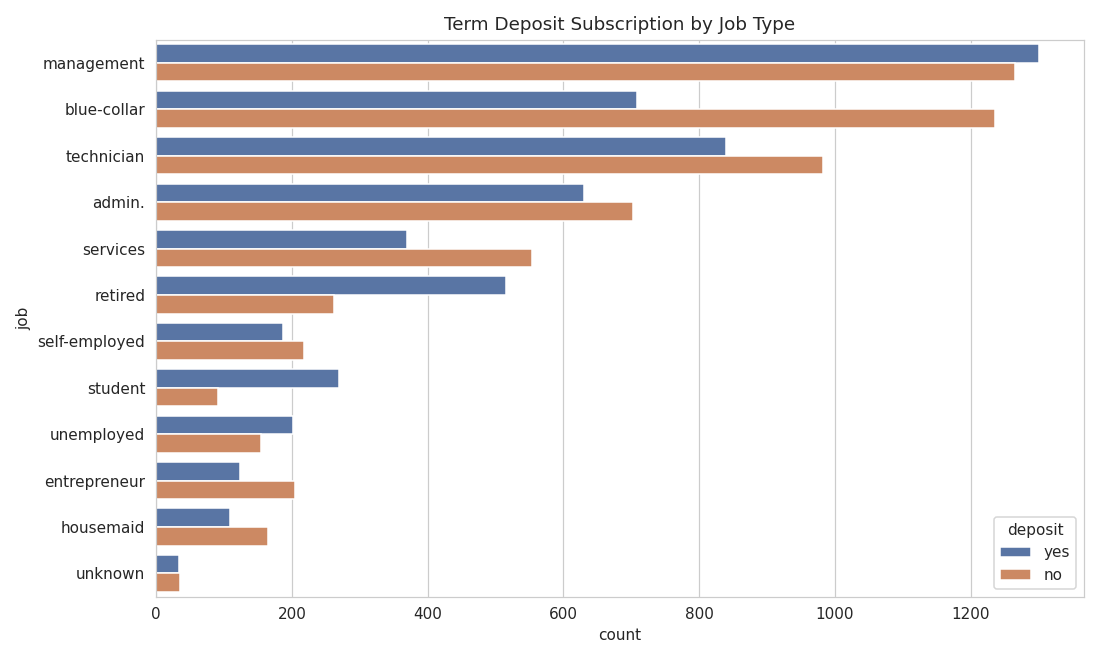 Term Deposit Subscription by Job Type
job
management
blue-collar
technician
admin.
services
retired
self-employed
student
unemployed
entrepreneur
housemaid
unknown
deposit
yes
no
0 200 400 600 800 1000 1200
count